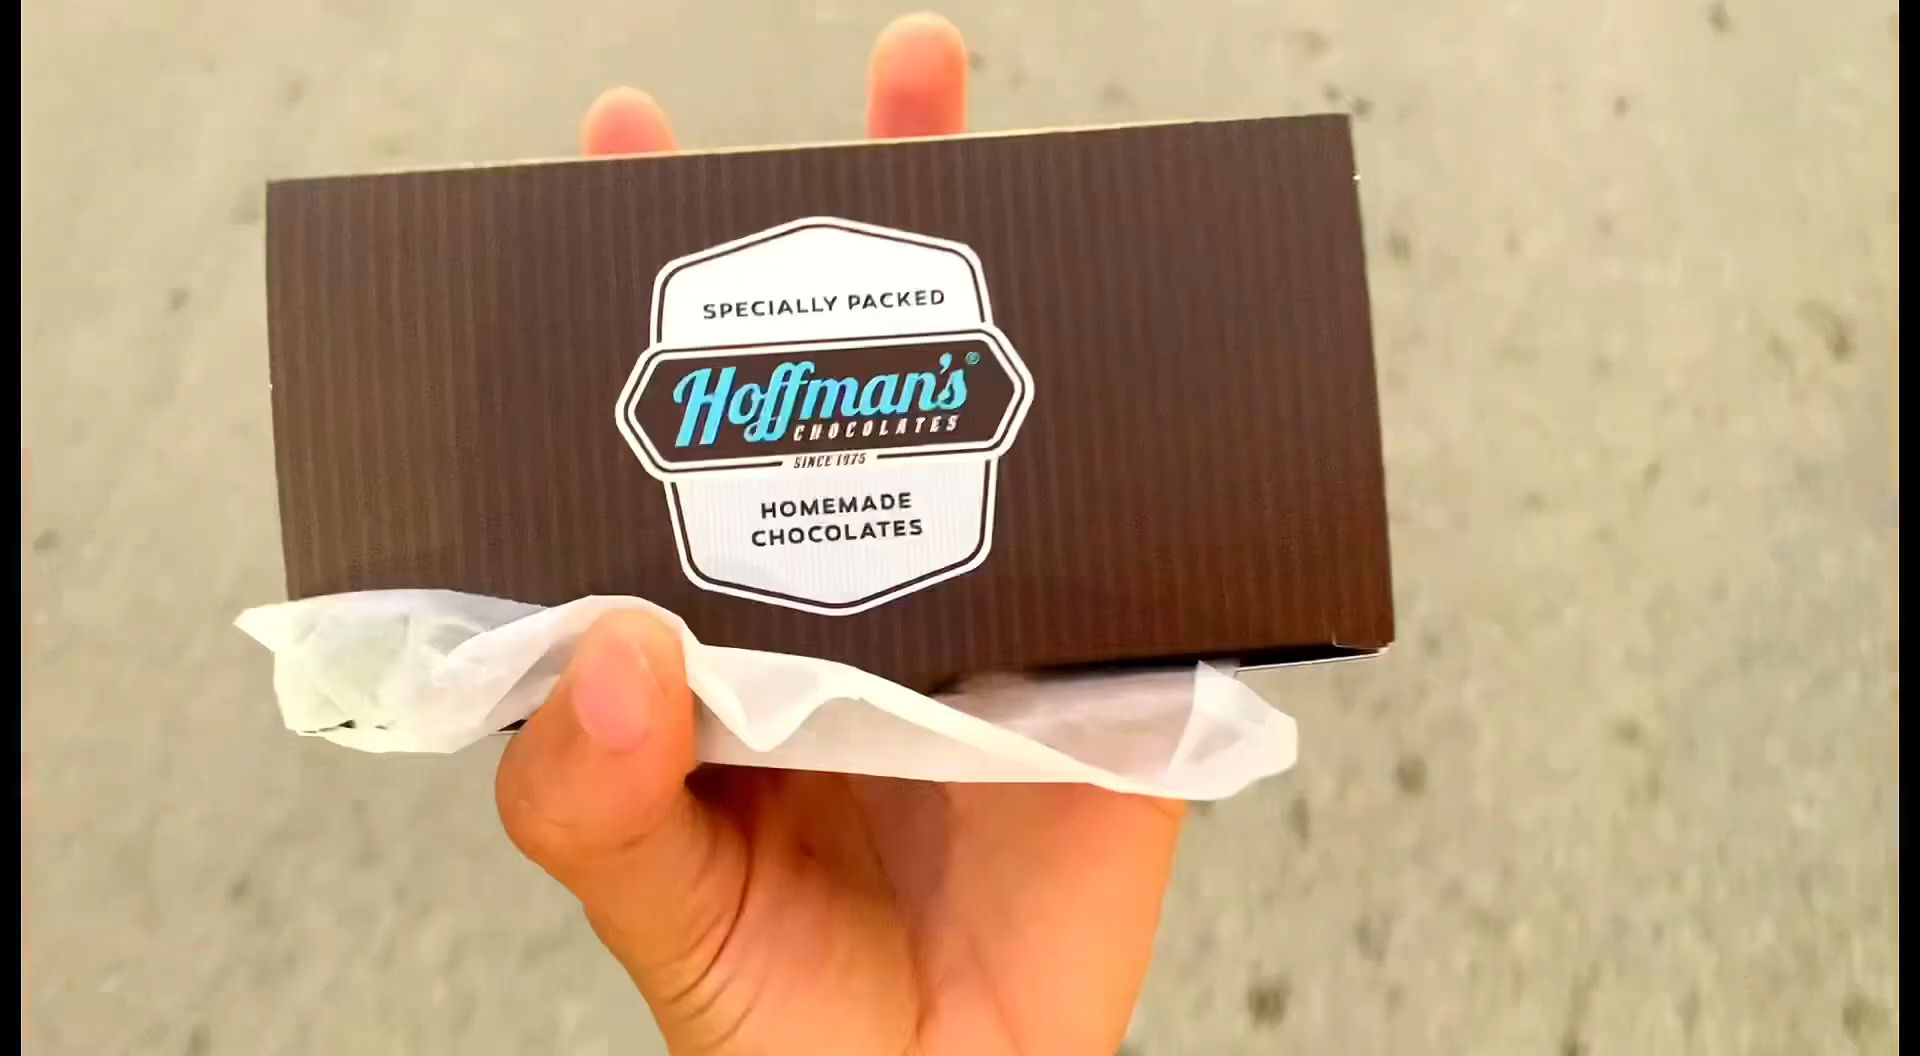 SPECIALLY PACKED
Hoffman's®
CHOCOLATES
SINCE 1975
HOMEMADE
CHOCOLATES